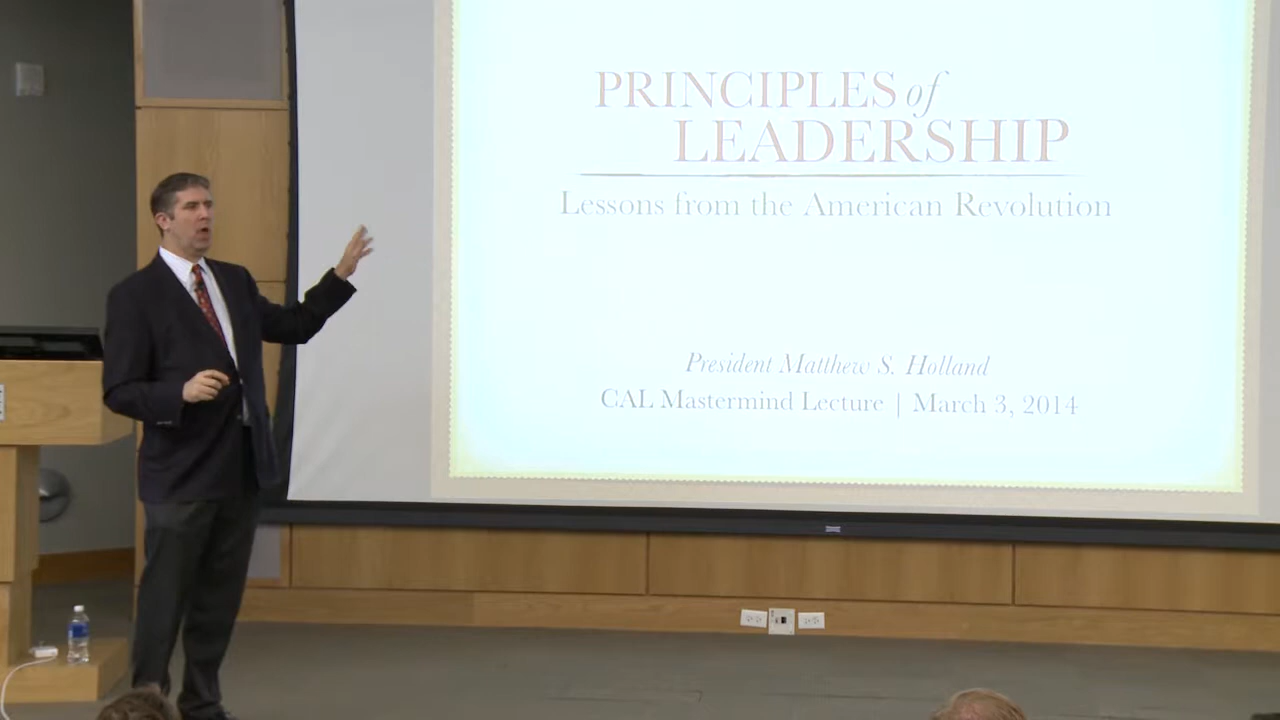 PRINCIPLES of
LEADERSHIP
Lessons from the American Revolution
President Matthew S. Holland
CAL Mastermind Lecture | March 3, 2014